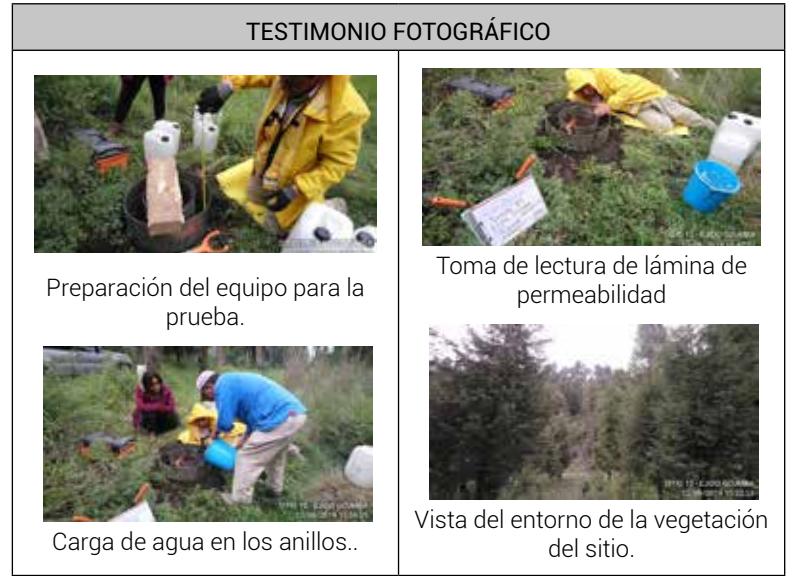 TESTIMONIO FOTOGRÁFICO
Preparación del equipo para la
prueba.
Toma de lectura de lámina de
permeabilidad
Carga de agua en los anillos..
Vista del entorno de la vegetación
del sitio.